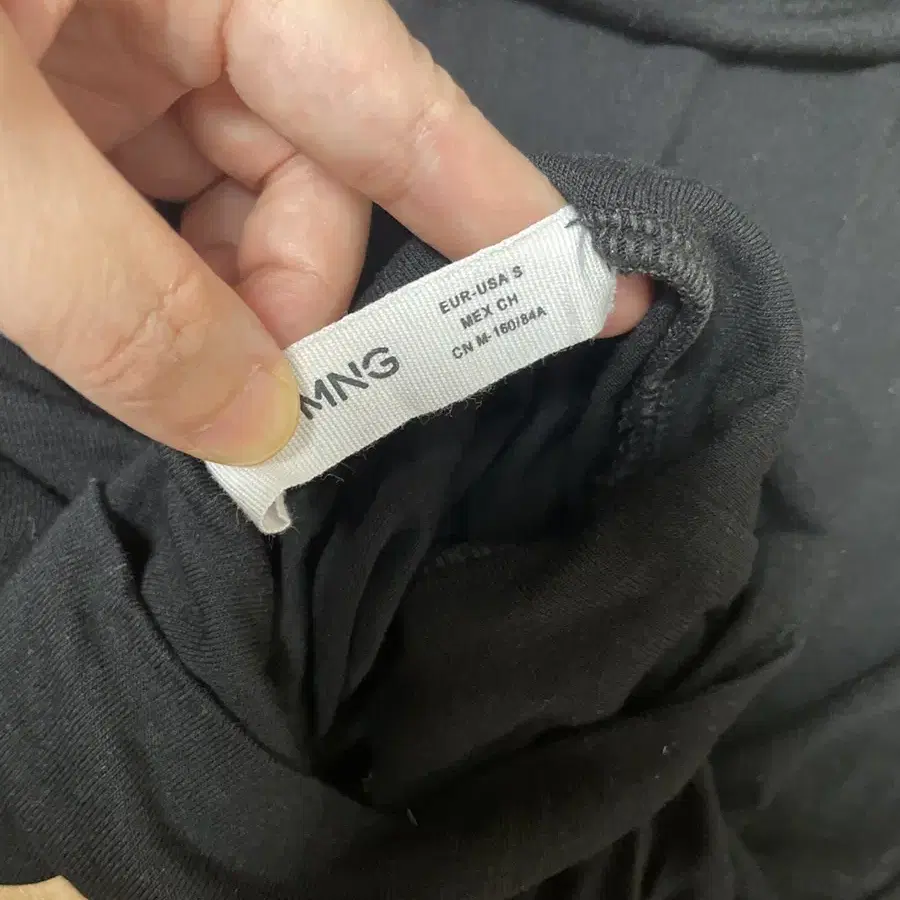 MNG
EUR-USA S
MEX CH
CN M-160/84A